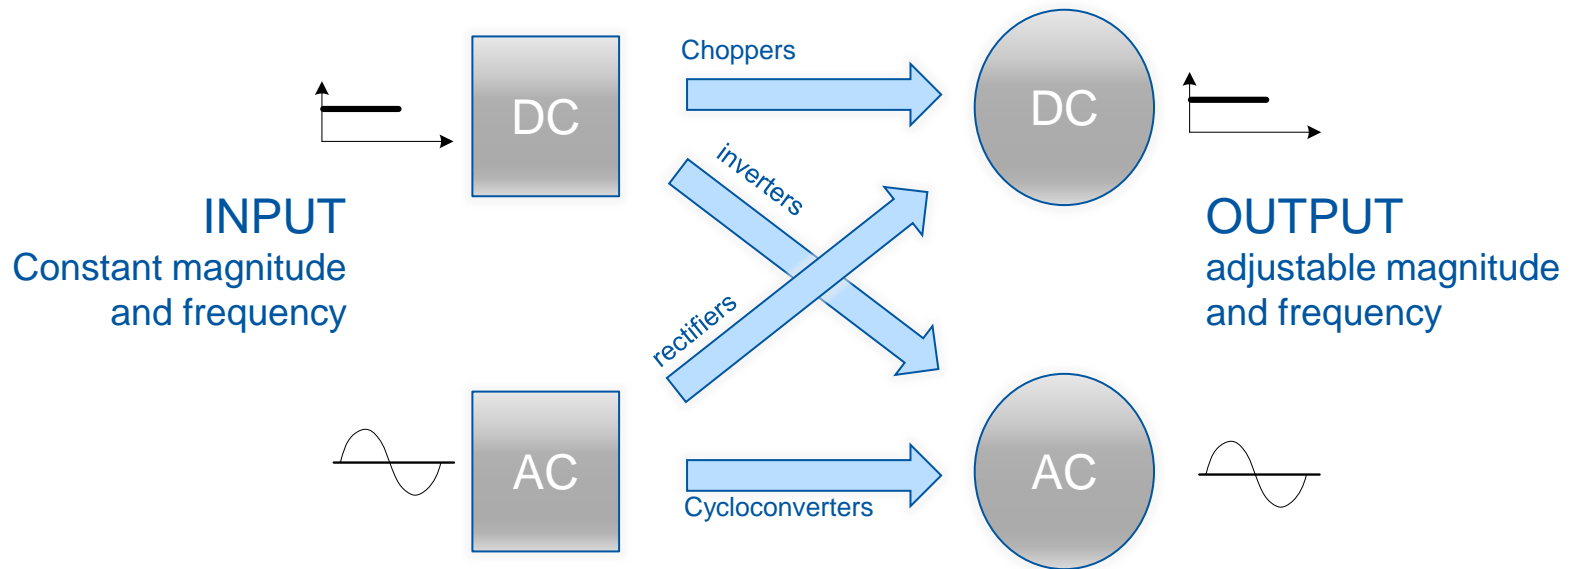 Choppers
DC
DC
inverters
INPUT
Constant magnitude
and frequency
OUTPUT
adjustable magnitude
and frequency
rectifiers
AC
AC
Cycloconverters